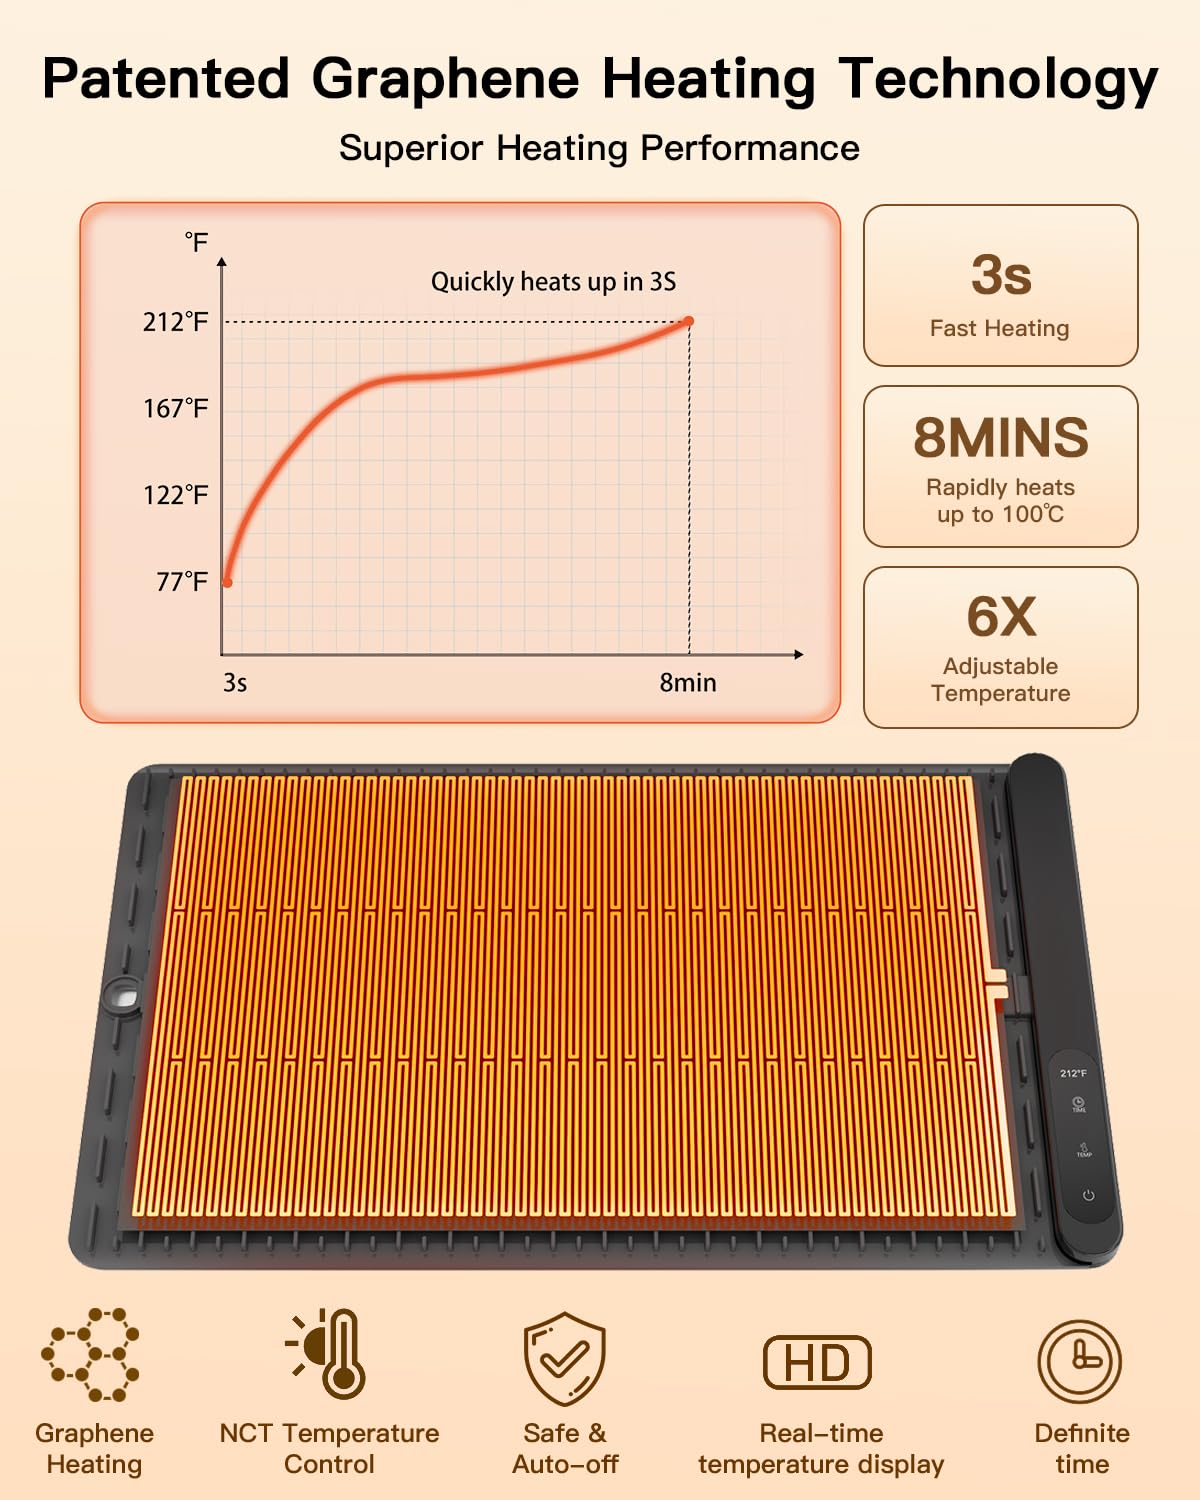 Patented Graphene Heating Technology
Superior Heating Performance
°F
Quickly heats up in 3S
212°F
167°F
122°F
77°F
3s
8min
3s
Fast Heating
8MINS
Rapidly heats
up to 100℃
6X
Adjustable
Temperature
212°F
TIME
TEMP
HD
Graphene
Heating
NCT Temperature
Control
Safe &
Auto-off
Real-time
temperature display
Definite
time